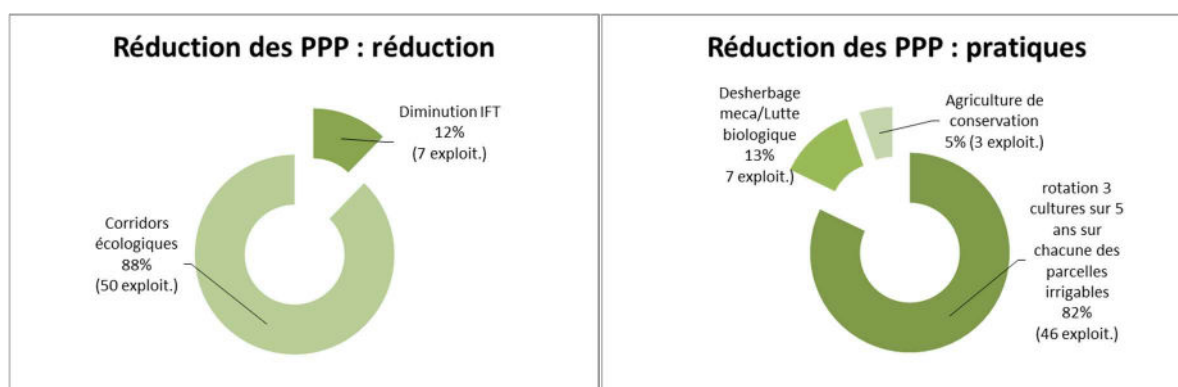 Réduction des PPP : réduction
Diminution IFT
12%
(7 exploit.)
Corridors
écologiques
88%
(50 exploit.)
Réduction des PPP : pratiques
Desherbage
meca/Lutte
biologique
13%
7 exploit.)
Agriculture de
conservation
5% (3 exploit.)
rotation 3
cultures sur 5
ans sur
chacune des
parcelles
irrigables
82%
(46 exploit.)